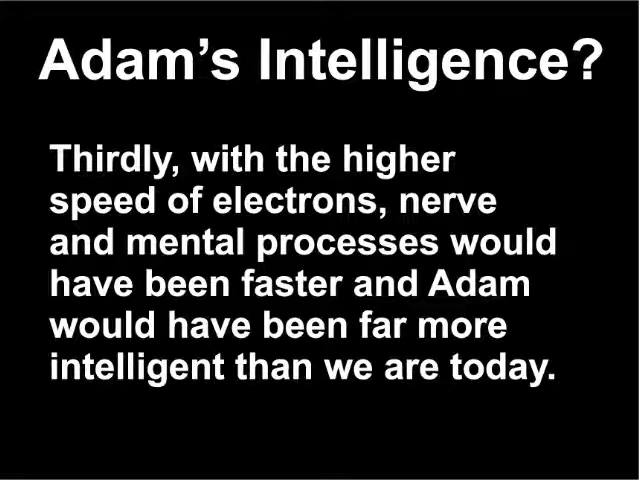 Adam’s Intelligence?
Thirdly, with the higher
speed of electrons, nerve
and mental processes would
have been faster and Adam
would have been far more
intelligent than we are today.